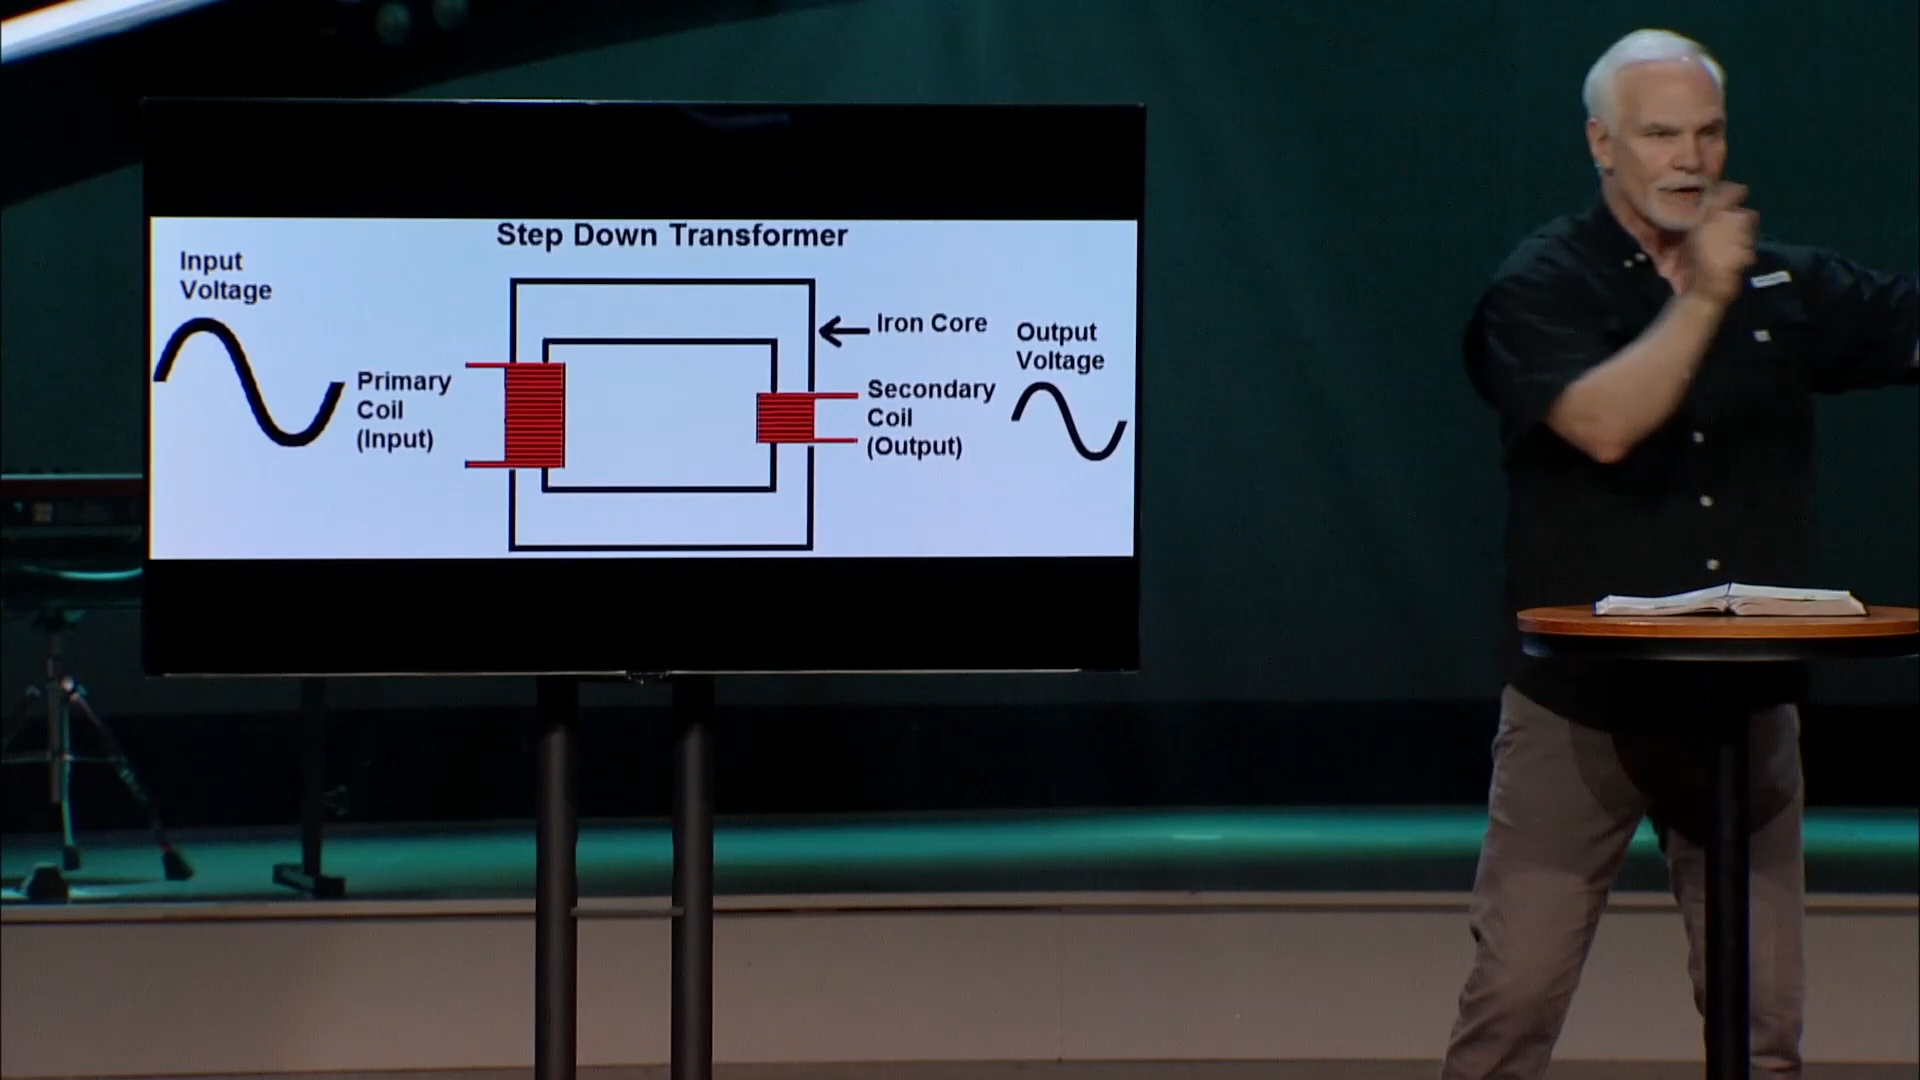 Step Down Transformer
Input
Voltage
Iron Core
Output
Voltage
Primary
Coil
(Input)
Secondary
Coil
(Output)